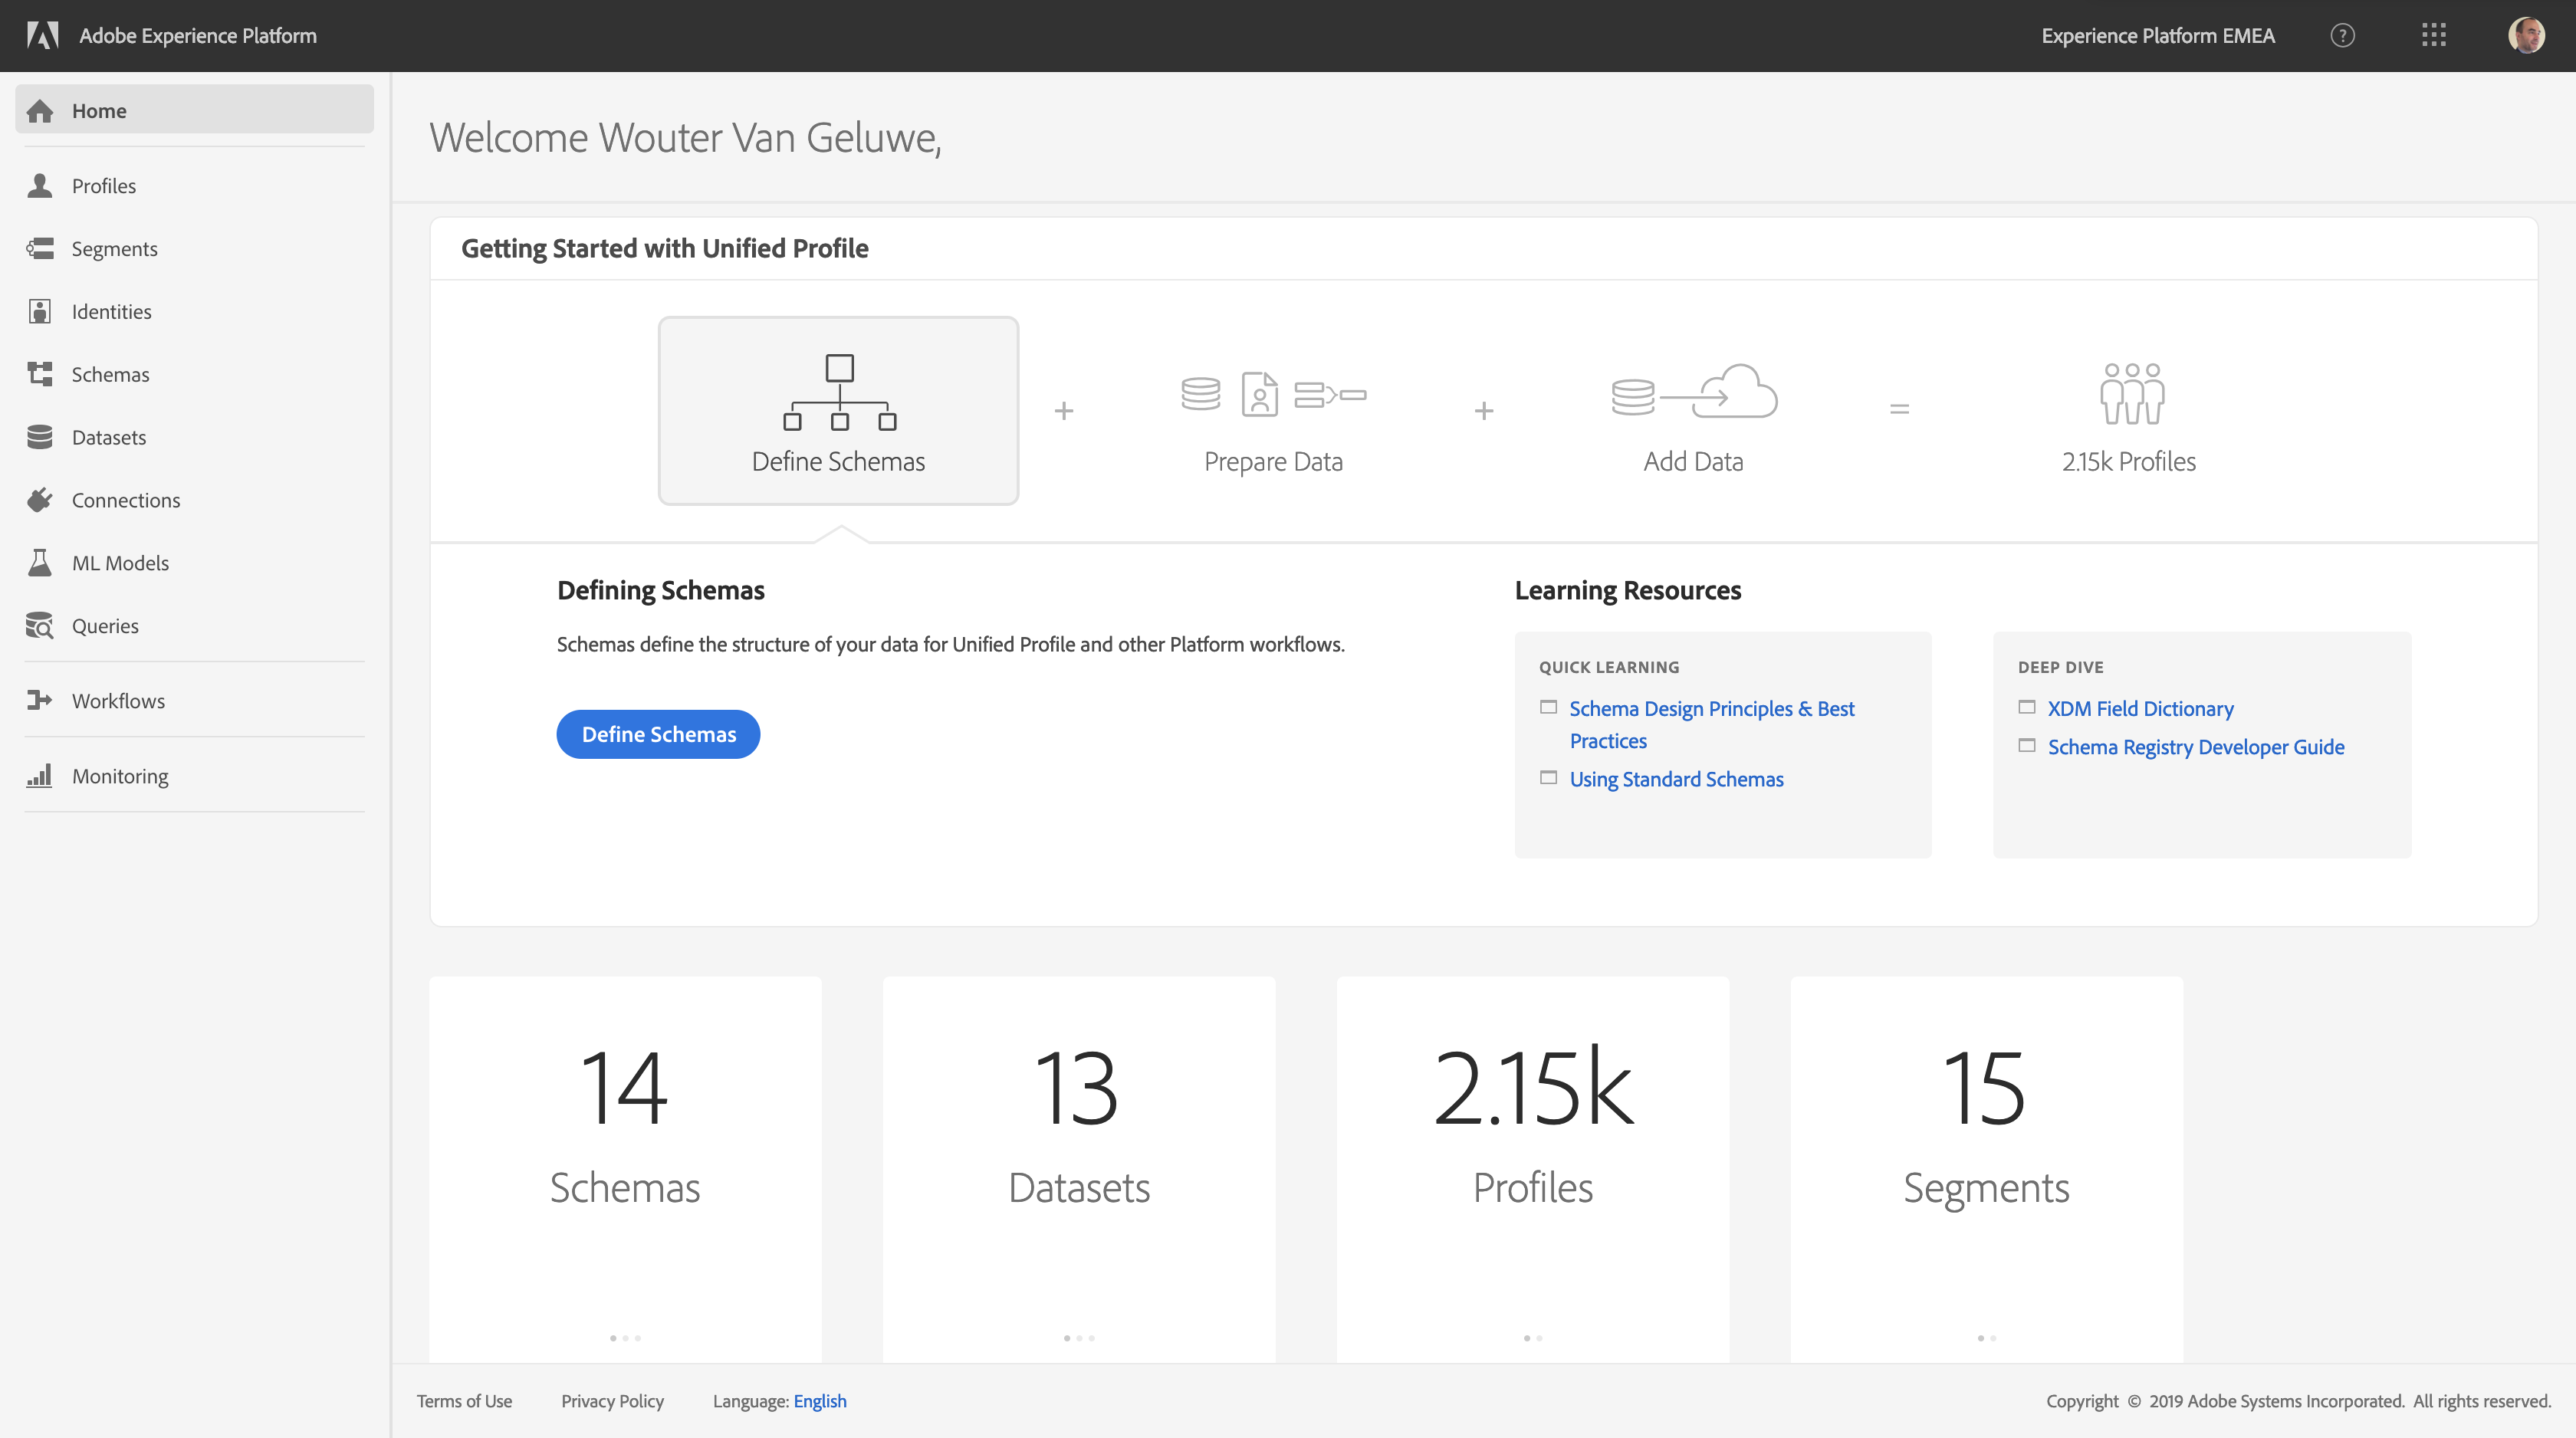 Adobe Experience Platform
Experience Platform EMEA
?
Home
Profiles
Segments
Identities
Schemas
Datasets
Connections
ML Models
Queries
Workflows
Monitoring
Welcome Wouter Van Geluwe,
Getting Started with Unified Profile
Define Schemas
+
Prepare Data
+
Add Data
=
2.15k Profiles
Defining Schemas
Schemas define the structure of your data for Unified Profile and other Platform workflows.
Define Schemas
Learning Resources
QUICK LEARNING
Schema Design Principles & Best
Practices
Using Standard Schemas
DEEP DIVE
XDM Field Dictionary
Schema Registry Developer Guide
14
Schemas
13
Datasets
2.15k
Profiles
15
Segments
Terms of Use
Privacy Policy
Language: English
Copyright © 2019 Adobe Systems Incorporated. All rights reserved.